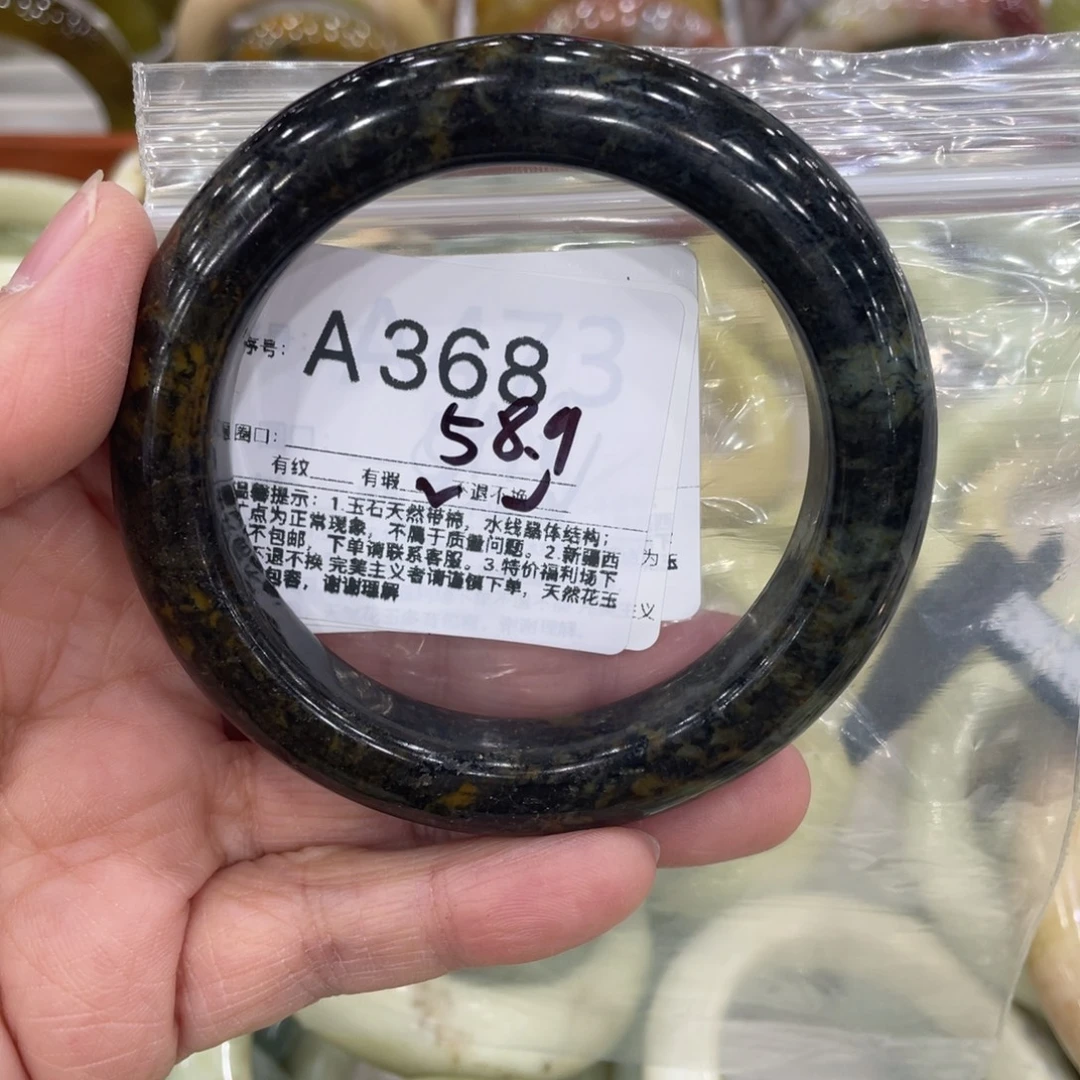 序号: A368
圈口: 58.9
有纹 有瑕 ✓ 不退不换
温馨提示：1.玉石天然带棉，水线晶体结构；
点为正常现象，不属于质量问题。2.新疆西
不包邮，下单请联系客服。3.特价福利场下
不退不换 完美主义者请谨慎下单，天然花玉
包容，谢谢理解